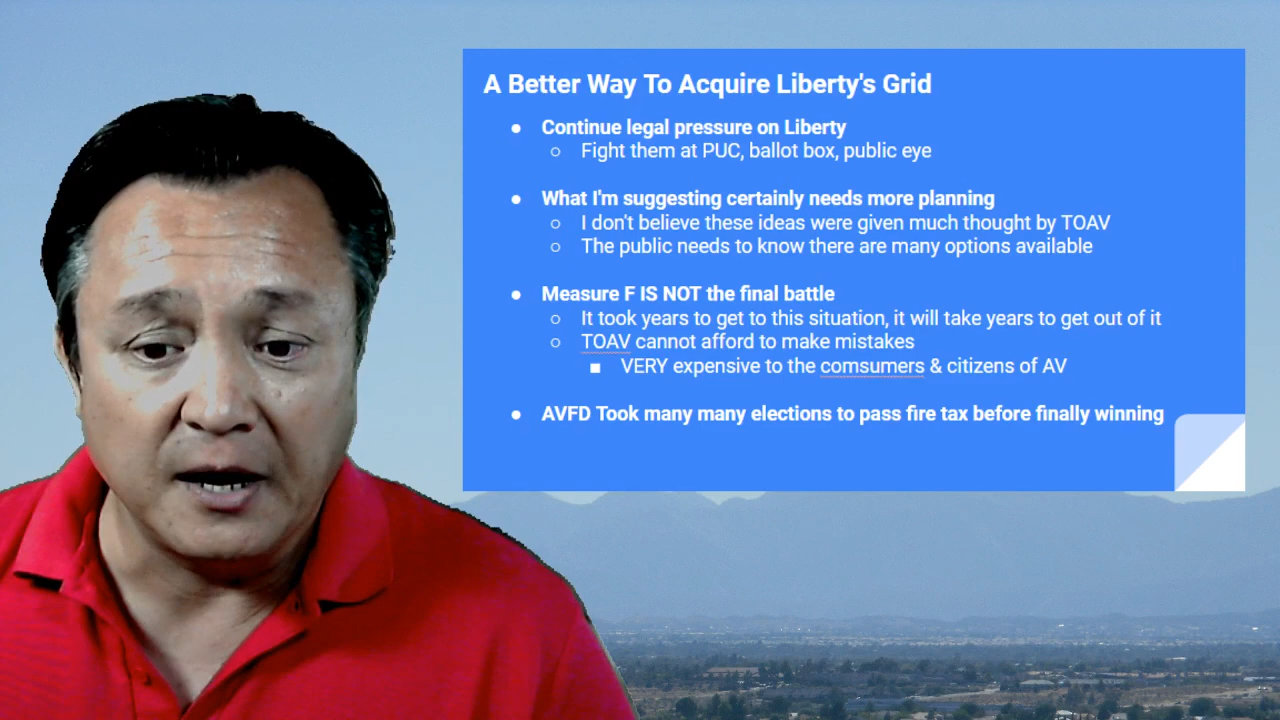 A Better Way To Acquire Liberty's Grid
● Continue legal pressure on Liberty
○ Fight them at PUC, ballot box, public eye
● What I'm suggesting certainly needs more planning
○ I don't believe these ideas were given much thought by TOAV
○ The public needs to know there are many options available
● Measure F IS NOT the final battle
○ It took years to get to this situation, it will take years to get out of it
○ TOAV cannot afford to make mistakes
■ VERY expensive to the comsumers & citizens of AV
● AVFD Took many many elections to pass fire tax before finally winning